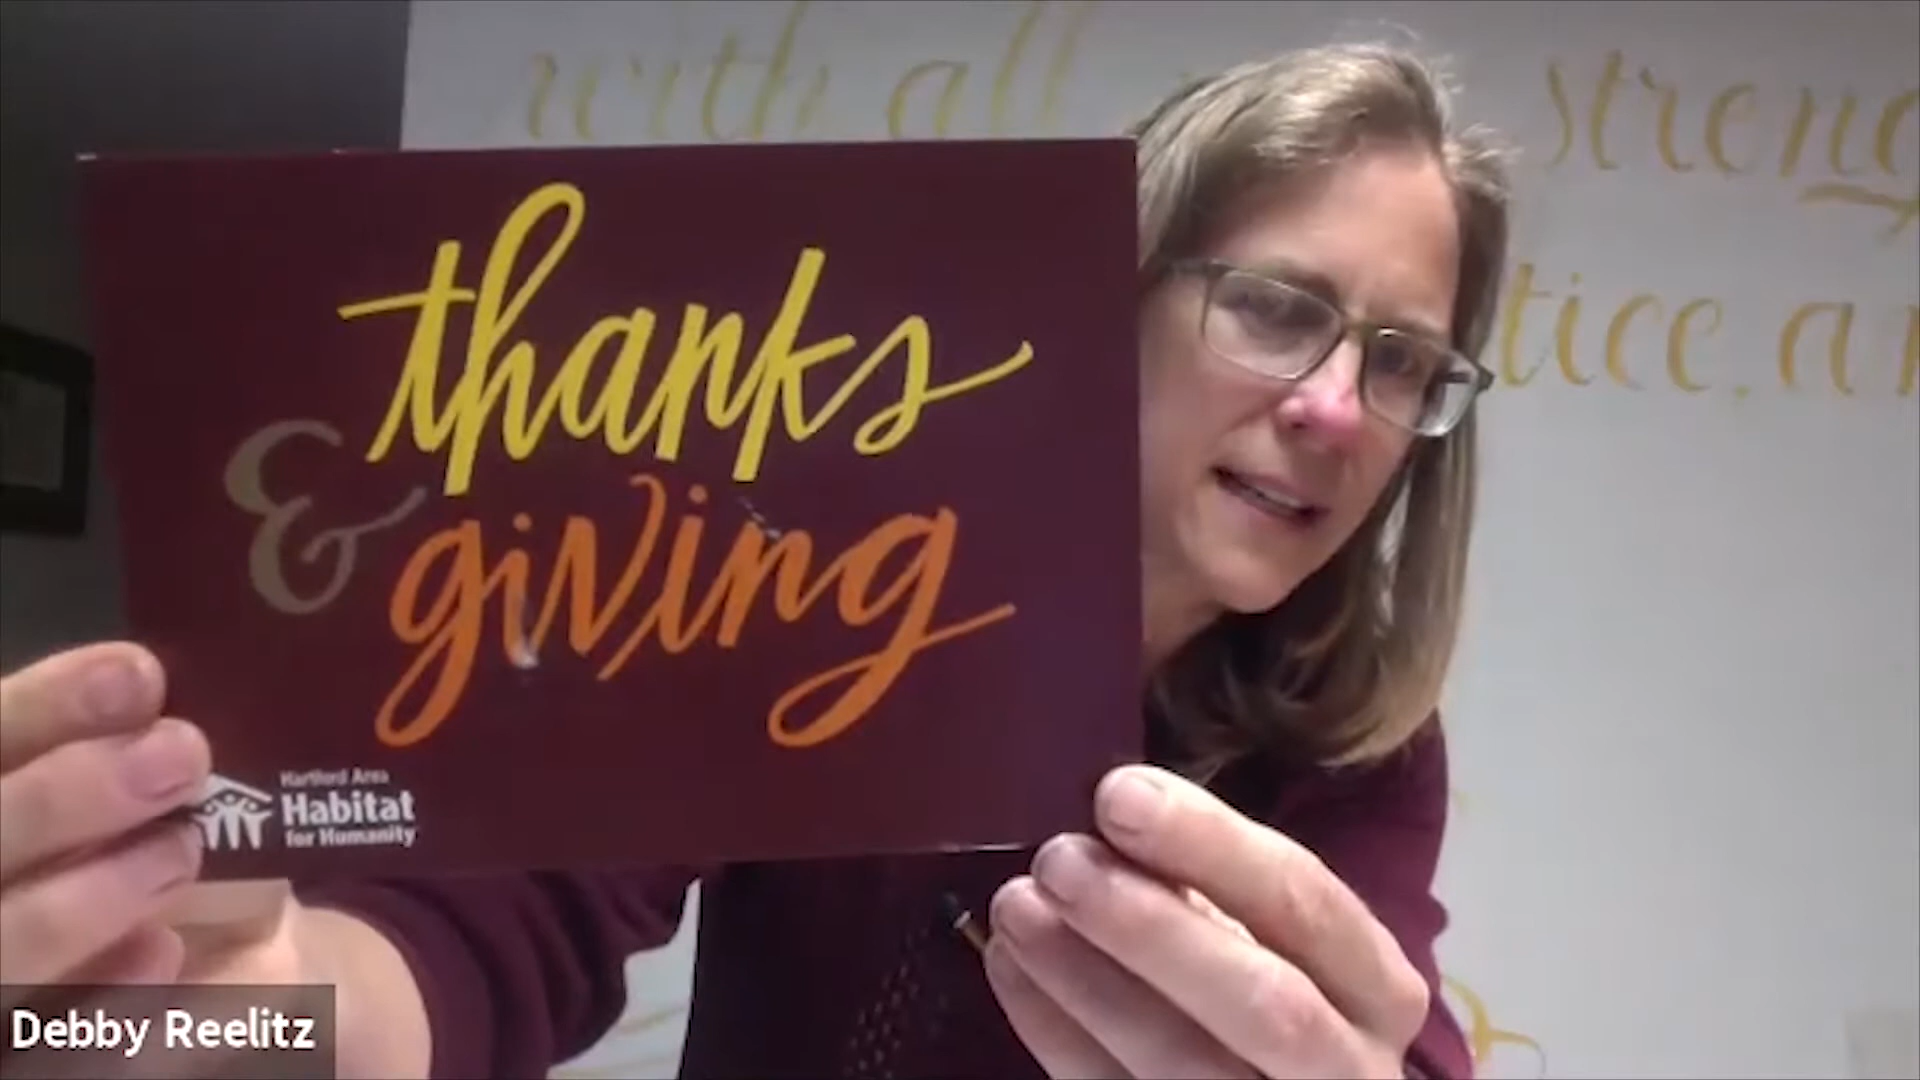 with all
streng
tice. a
thanks
&
giving
Hartford Area
Habitat
for Humanity
Debby Reelitz